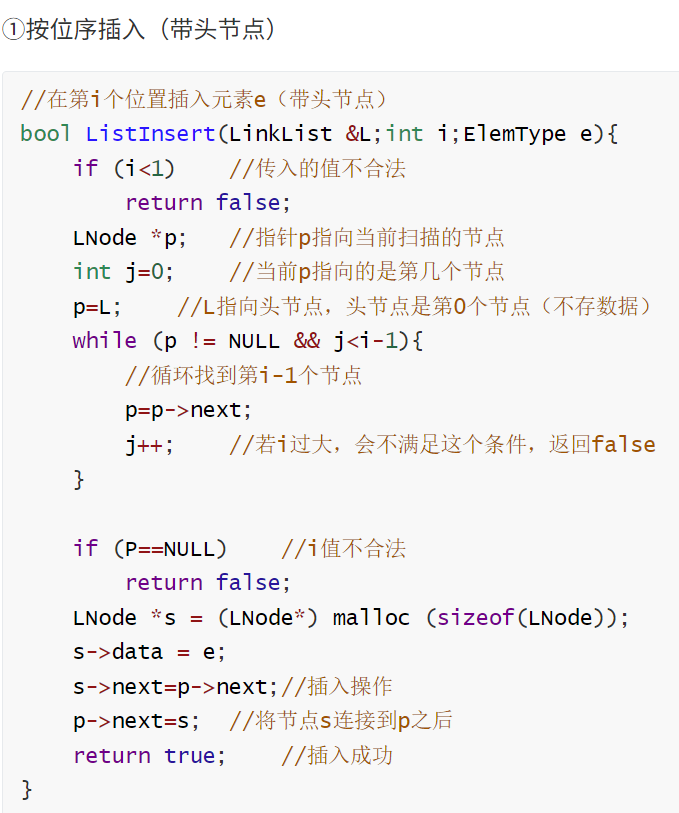 ①按位序插入（带头节点）
//在第i个位置插入元素e（带头节点）
bool ListInsert(LinkList &L;int i;ElemType e){
    if (i<1)    //传入的值不合法
        return false;
    LNode *p;   //指针p指向当前扫描的节点
    int j=0;    //当前p指向的是第几个节点
    p=L;    //L指向头节点，头节点是第0个节点（不存数据）
    while (p != NULL && j<i-1){
        //循环找到第i-1个节点
        p=p->next;
        j++;    //若i过大，会不满足这个条件，返回false
    }
    if (P==NULL)    //i值不合法
        return false;
    LNode *s = (LNode*) malloc (sizeof(LNode));
    s->data = e;
    s->next=p->next;//插入操作
    p->next=s;  //将节点s连接到p之后
    return true;    //插入成功
}